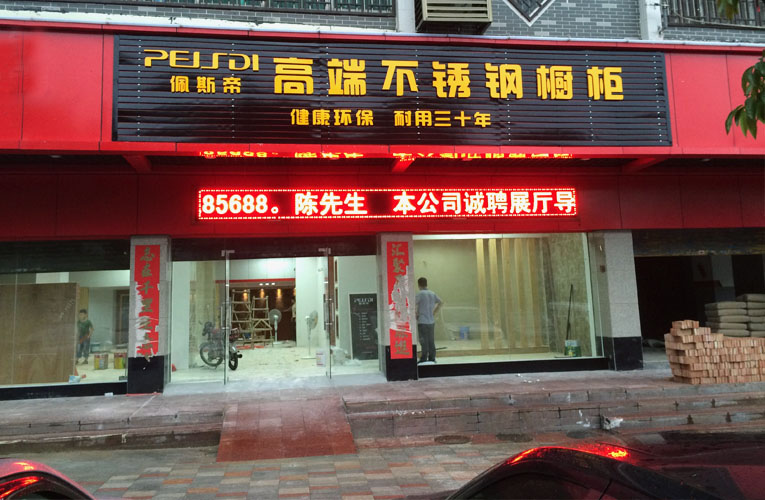 PEISDI
佩斯帝
高端不锈钢橱柜
健康环保 耐用三十年
85688。陈先生 本公司诚聘展厅导
PEISDI